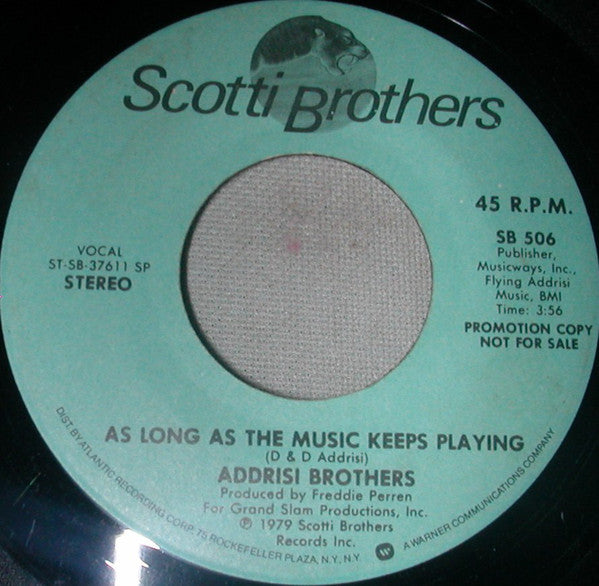 Scotti Brothers
45 R.P.M.
SB 506
Publisher,
Musicways, Inc.,
Flying Addrisi
Music, BMI
Time: 3:56
PROMOTION COPY
NOT FOR SALE
VOCAL
ST-SB-37611 SP
STEREO
AS LONG AS THE MUSIC KEEPS PLAYING
(D & D Addrisi)
ADDRISI BROTHERS
Produced by Freddie Perren
For Grand Slam Productions, Inc.
℗ 1979 Scotti Brothers
Records Inc.
DIST. BY ATLANTIC RECORDING CORP. 75 ROCKEFELLER PLAZA, N.Y., N.Y. A WARNER COMMUNICATIONS COMPANY